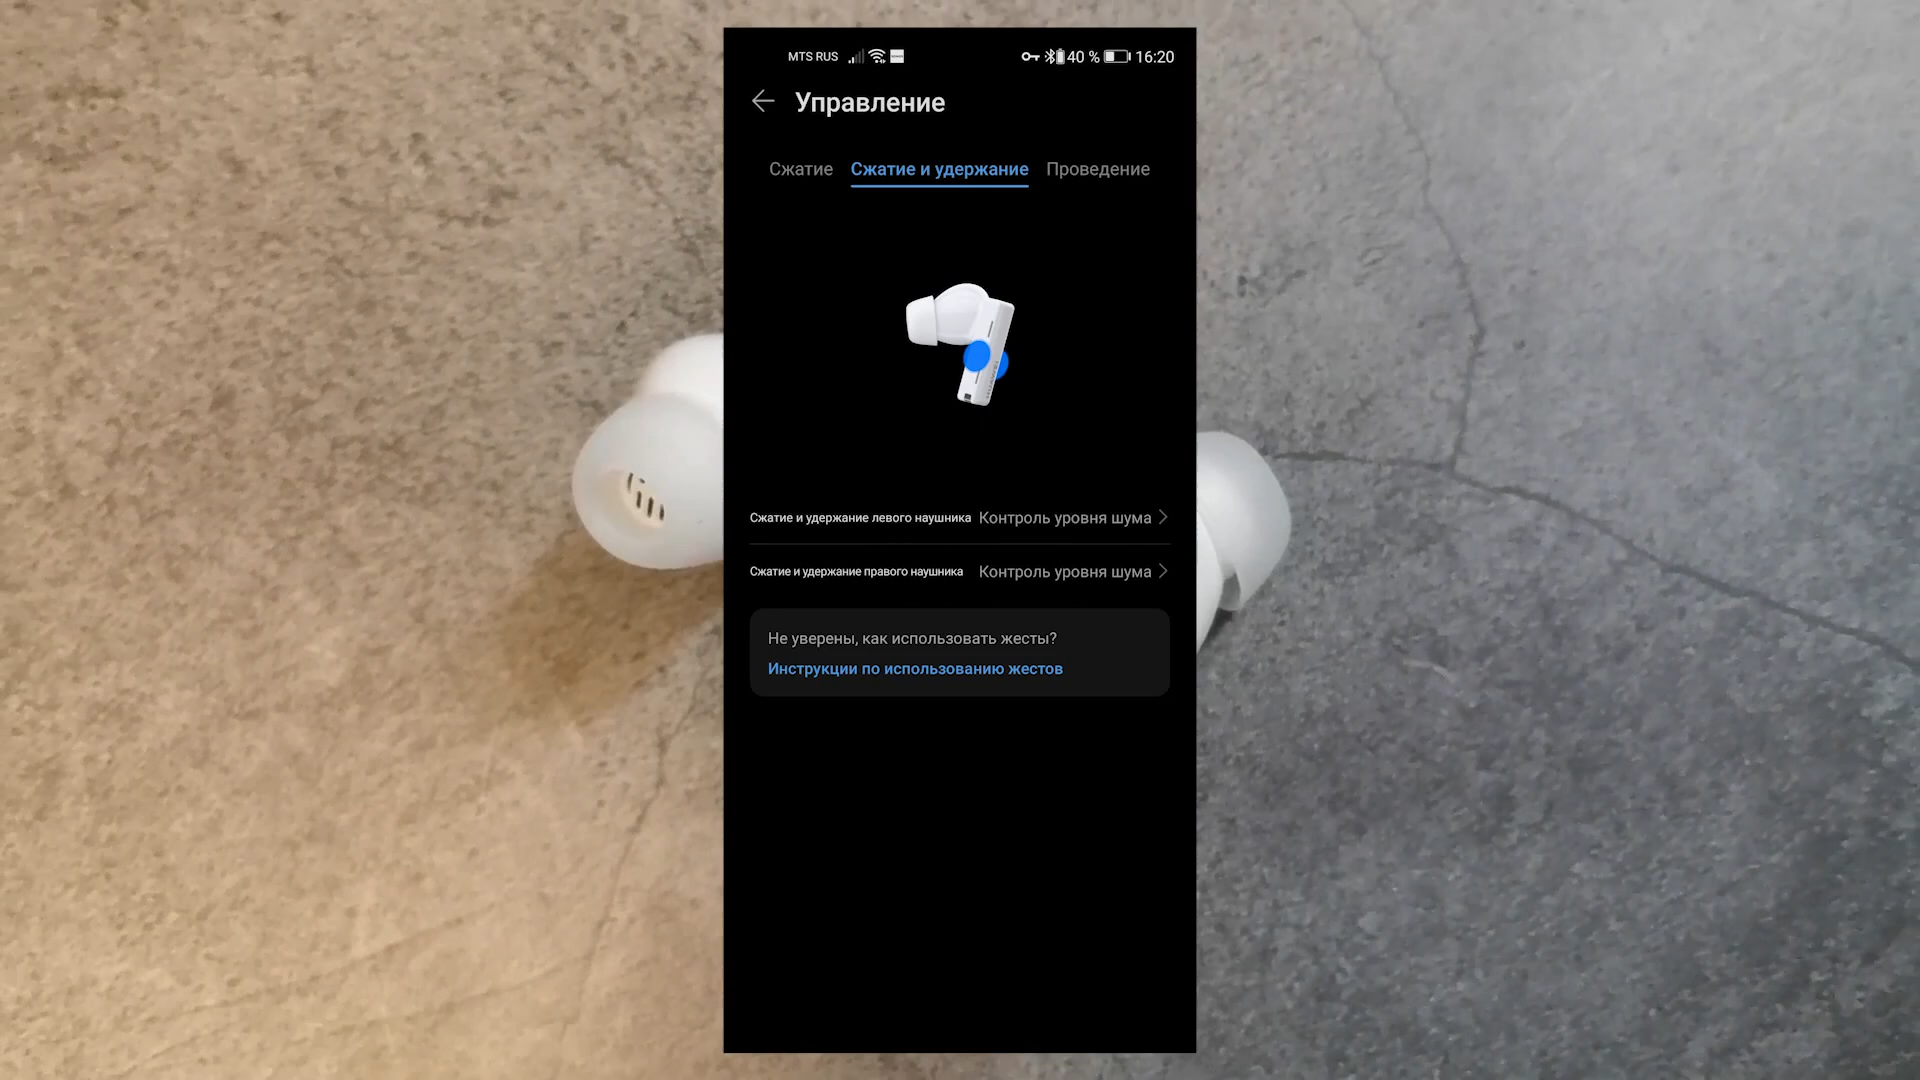 MTS RUS 40 % 16:20
Управление
Сжатие Сжатие и удержание Проведение
Сжатие и удержание левого наушника Контроль уровня шума
Сжатие и удержание правого наушника Контроль уровня шума
Не уверены, как использовать жесты?
Инструкции по использованию жестов